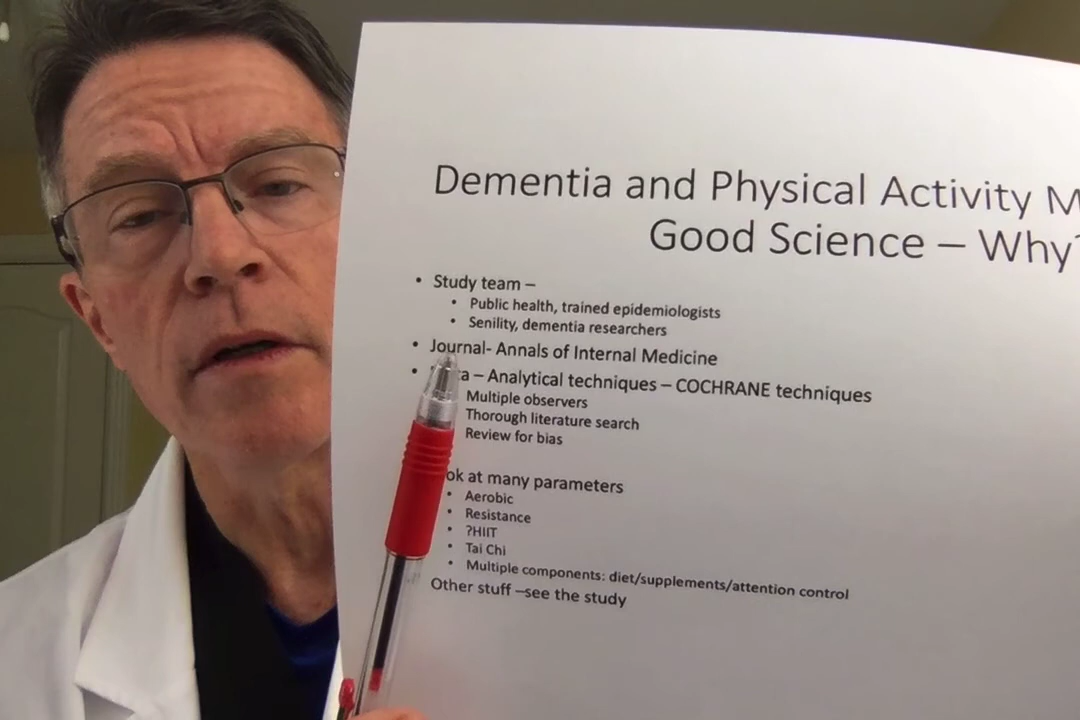 Dementia and Physical Activity M
Good Science – Why?
• Study team –
• Public health, trained epidemiologists
• Senility, dementia researchers
• Journal- Annals of Internal Medicine
• – Analytical techniques – COCHRANE techniques
Multiple observers
Thorough literature search
Review for bias
at many parameters
• Aerobic
• Resistance
• ?HIIT
• Tai Chi
• Multiple components: diet/supplements/attention control
Other stuff –see the study